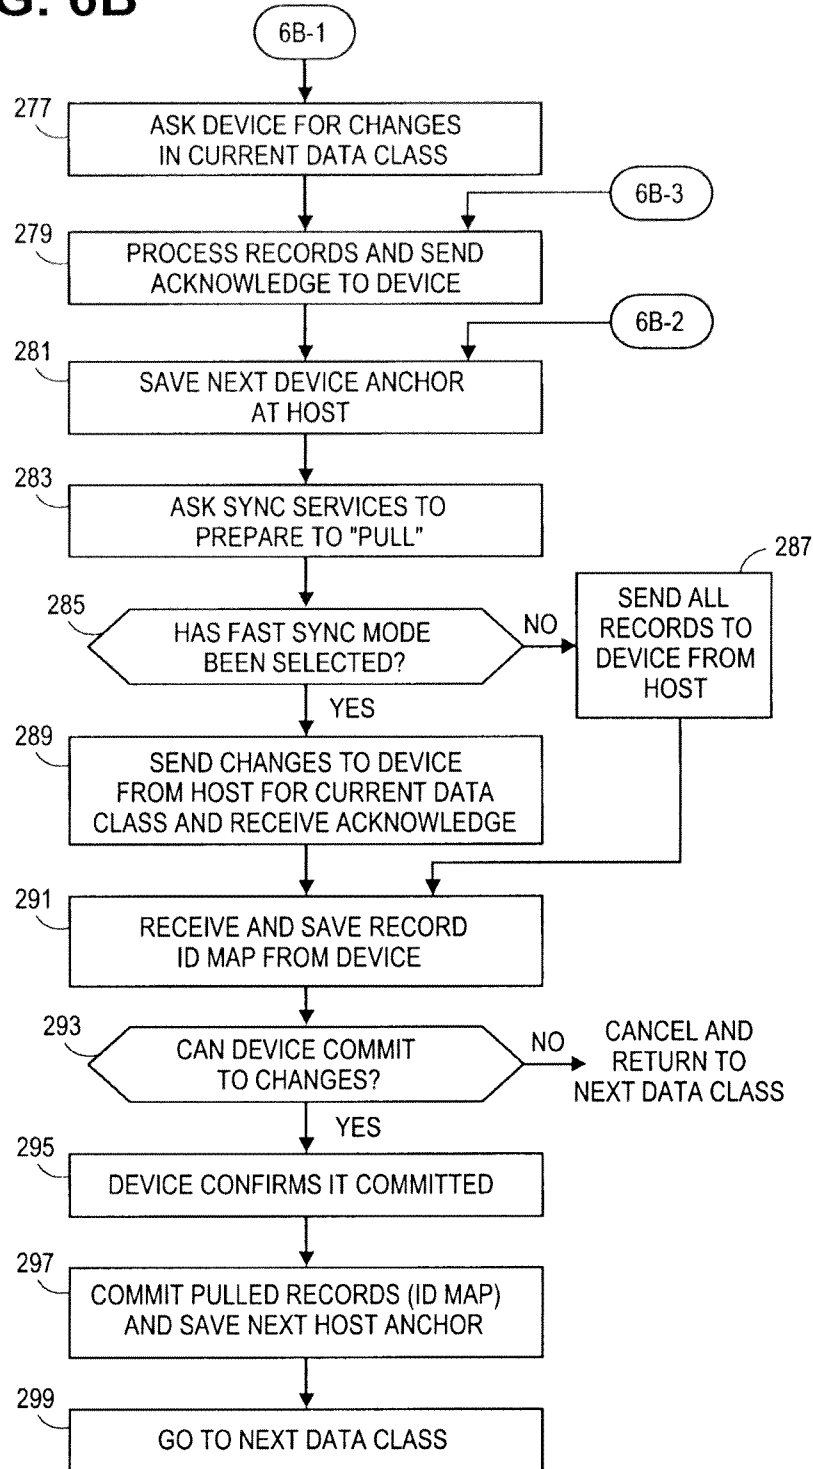 G. 6B
6B-1
277
ASK DEVICE FOR CHANGES
IN CURRENT DATA CLASS
6B-3
279
PROCESS RECORDS AND SEND
ACKNOWLEDGE TO DEVICE
6B-2
281
SAVE NEXT DEVICE ANCHOR
AT HOST
283
ASK SYNC SERVICES TO
PREPARE TO "PULL"
287
SEND ALL
RECORDS TO
DEVICE FROM
HOST
285
HAS FAST SYNC MODE
BEEN SELECTED?
NO
YES
289
SEND CHANGES TO DEVICE
FROM HOST FOR CURRENT DATA
CLASS AND RECEIVE ACKNOWLEDGE
291
RECEIVE AND SAVE RECORD
ID MAP FROM DEVICE
293
CAN DEVICE COMMIT
TO CHANGES?
NO
CANCEL AND
RETURN TO
NEXT DATA CLASS
YES
295
DEVICE CONFIRMS IT COMMITTED
297
COMMIT PULLED RECORDS (ID MAP)
AND SAVE NEXT HOST ANCHOR
299
GO TO NEXT DATA CLASS